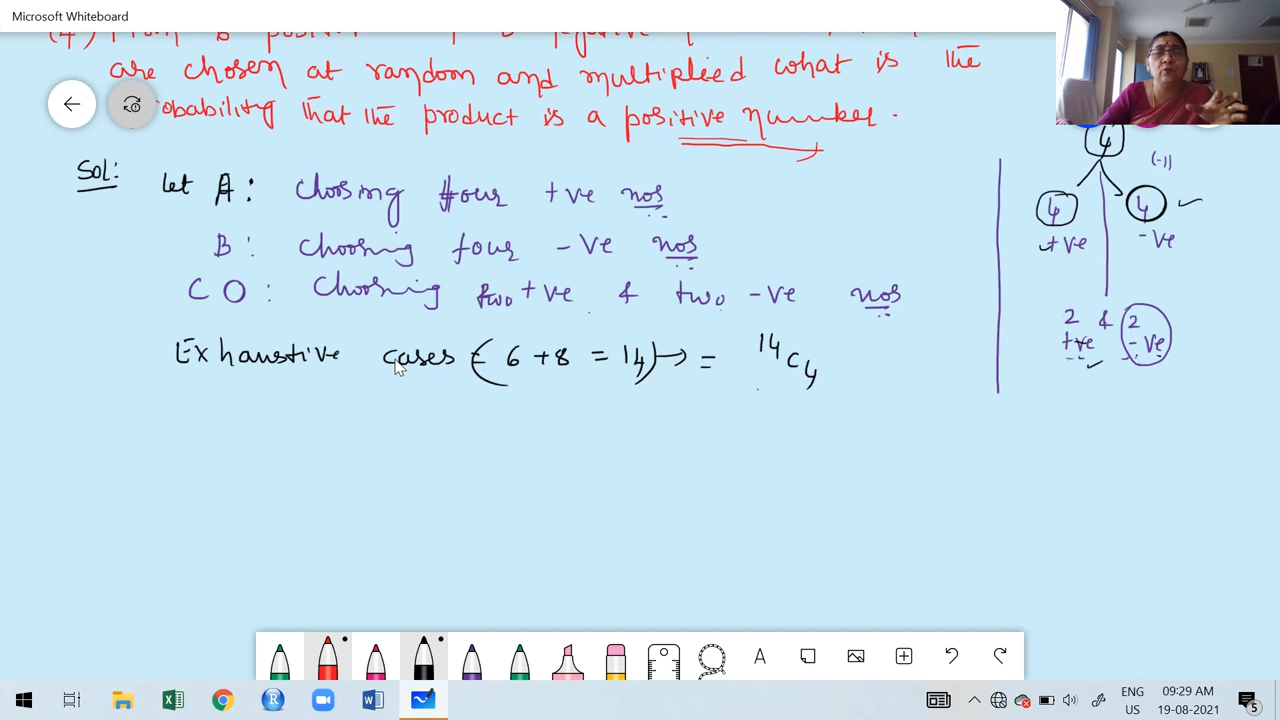 Microsoft Whiteboard
are chosen at random and multiplied what is the
obability that the product is a positive number.
Sol: Let A: Choosing four +ve nos
B: Choosing four -ve nos
C : Choosing two +ve & two -ve nos
Exhaustive cases = (6 + 8 = 14) → = 14C4
4
(-1)
4 4
+ve -ve
2 & 2
+ve -ve
A
ENG
US
09:29 AM
19-08-2021
5